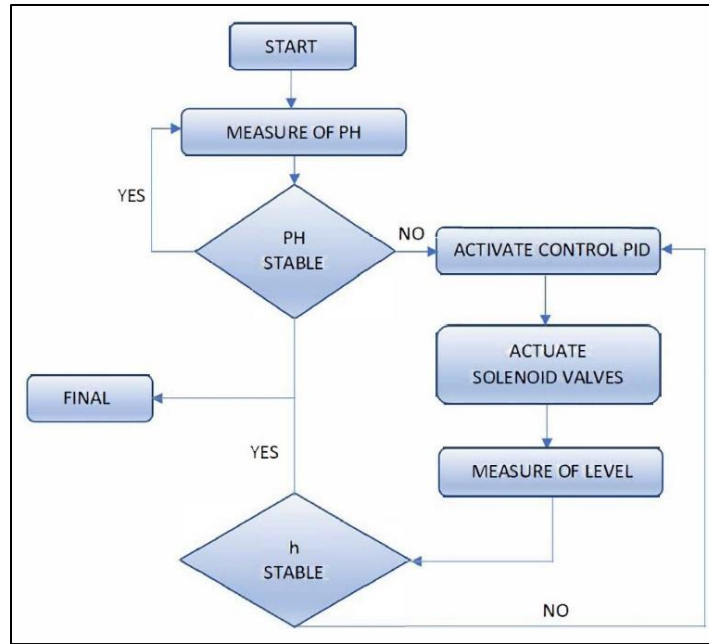 START
MEASURE OF PH
YES
PH
STABLE
NO
ACTIVATE CONTROL PID
ACTUATE
SOLENOID VALVES
FINAL
YES
MEASURE OF LEVEL
h
STABLE
NO